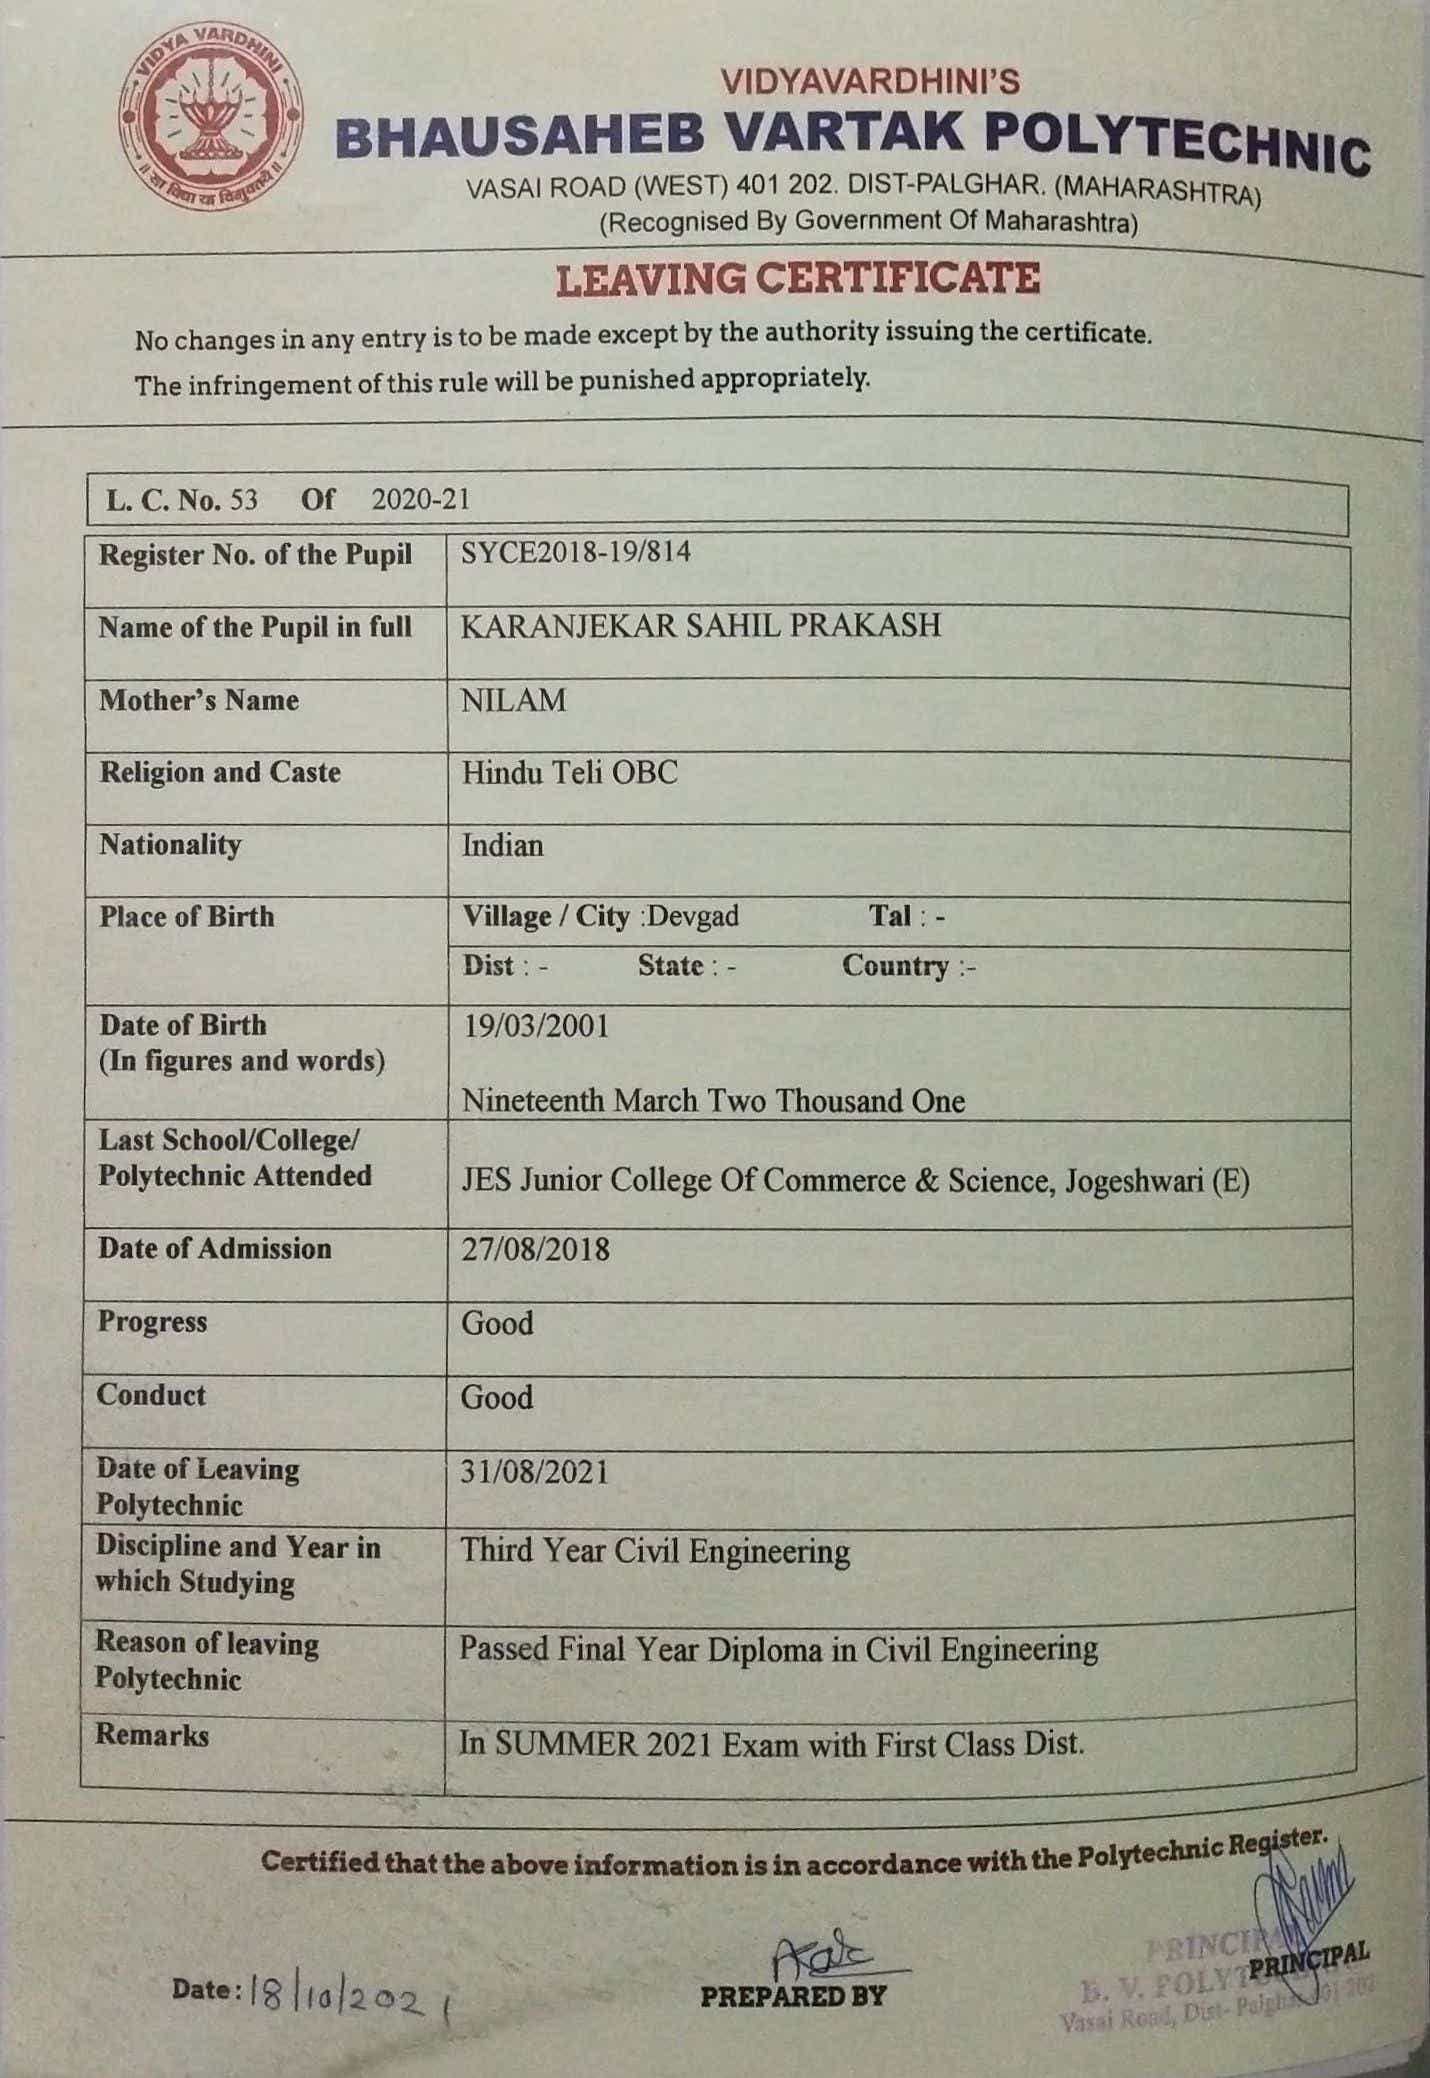 VIDYA VARDHINI
॥ सा विद्या या विमुक्तये ॥
VIDYAVARDHINI'S
BHAUSAHEB VARTAK POLYTECHNIC
VASAI ROAD (WEST) 401 202. DIST-PALGHAR. (MAHARASHTRA)
(Recognised By Government Of Maharashtra)
LEAVING CERTIFICATE
No changes in any entry is to be made except by the authority issuing the certificate.
The infringement of this rule will be punished appropriately.
L. C. No. 53 Of 2020-21
Register No. of the Pupil SYCE2018-19/814
Name of the Pupil in full KARANJEKAR SAHIL PRAKASH
Mother's Name NILAM
Religion and Caste Hindu Teli OBC
Nationality Indian
Place of Birth Village / City :Devgad Tal : -
Dist : - State : - Country :-
Date of Birth 19/03/2001
(In figures and words)
Nineteenth March Two Thousand One
Last School/College/
Polytechnic Attended JES Junior College Of Commerce & Science, Jogeshwari (E)
Date of Admission 27/08/2018
Progress Good
Conduct Good
Date of Leaving 31/08/2021
Polytechnic
Discipline and Year in Third Year Civil Engineering
which Studying
Reason of leaving Passed Final Year Diploma in Civil Engineering
Polytechnic
Remarks In SUMMER 2021 Exam with First Class Dist.
Certified that the above information is in accordance with the Polytechnic Register.
Date: 18/10/2021
PREPARED BY
PRINCIPAL
B. V. POLYT
Vasai Road, Dist- Palgha